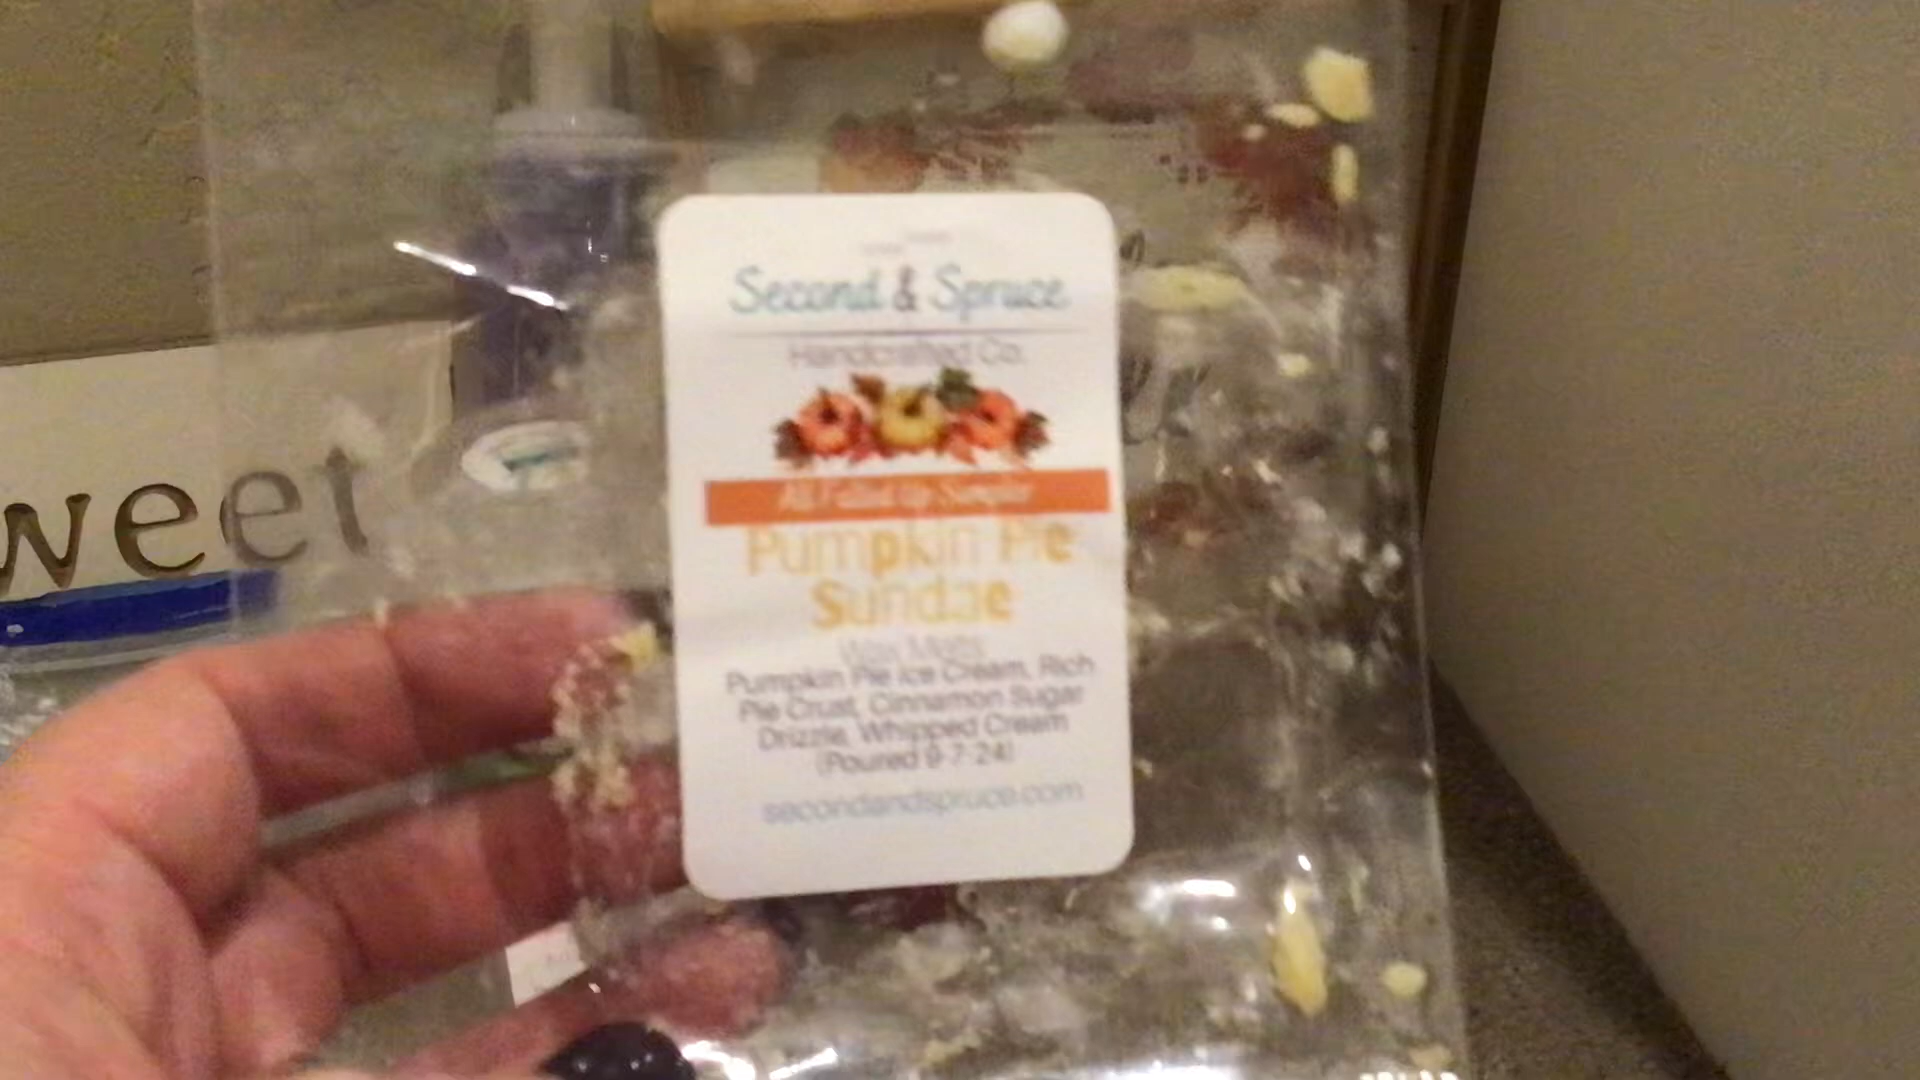 Second & Spruce
Handcrafted Co.
All Falled Up Sampler
Pumpkin Pie
Sundae
Wax Melts
Pumpkin Pie Ice Cream, Rich
Pie Crust, Cinnamon Sugar
Drizzle, Whipped Cream
(Poured 9-7-24)
secondandspruce.com
weet